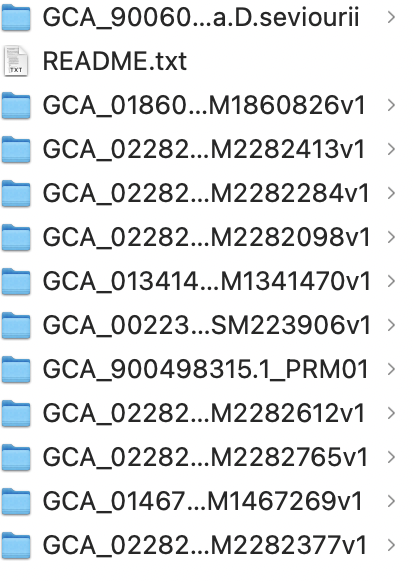 GCA_90060...a.D.seviourii
README.txt
GCA_01860...M1860826v1
GCA_02282...M2282413v1
GCA_02282...M2282284v1
GCA_02282...M2282098v1
GCA_013414...M1341470v1
GCA_00223...SM223906v1
GCA_900498315.1_PRM01
GCA_02282...M2282612v1
GCA_02282...M2282765v1
GCA_01467...M1467269v1
GCA_02282...M2282377v1